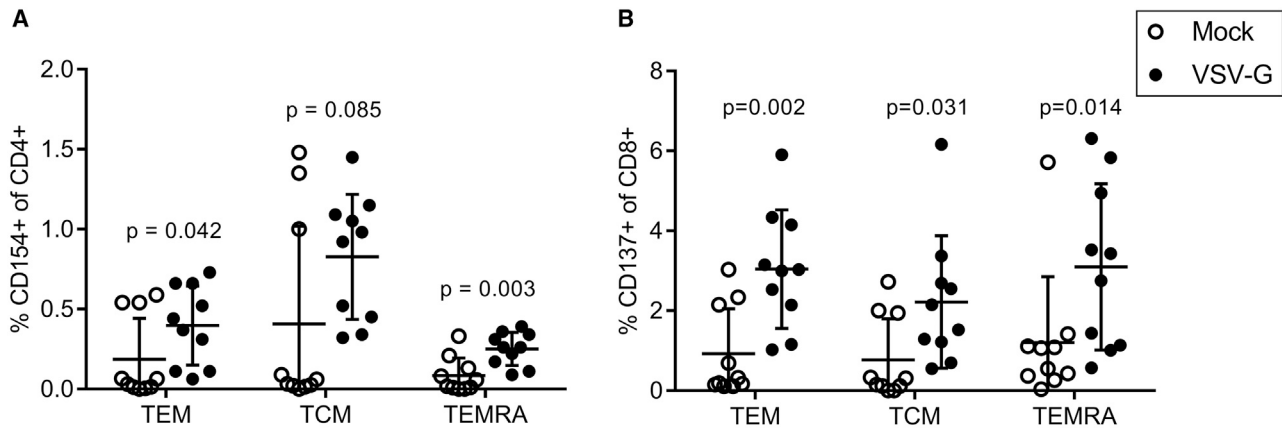 A
% CD154+ of CD4+
2.0
1.5
1.0
0.5
0.0
p = 0.042
p = 0.085
p = 0.003
TEM
TCM
TEMRA
B
% CD137+ of CD8+
8
6
4
2
0
p=0.002
p=0.031
p=0.014
TEM
TCM
TEMRA
Mock
VSV-G